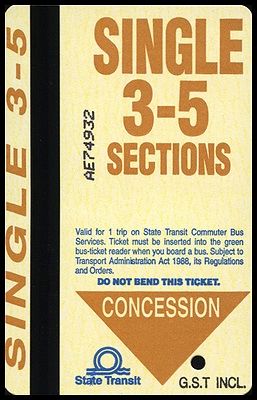 SINGLE 3-5
SINGLE
3-5
SECTIONS
AE74932
Valid for 1 trip on State Transit Commuter Bus
Services. Ticket must be inserted into the green
bus-ticket reader when you board a bus. Subject to
Transport Administration Act 1988, its Regulations
and Orders.
DO NOT BEND THIS TICKET.
CONCESSION
State Transit
G.S.T INCL.